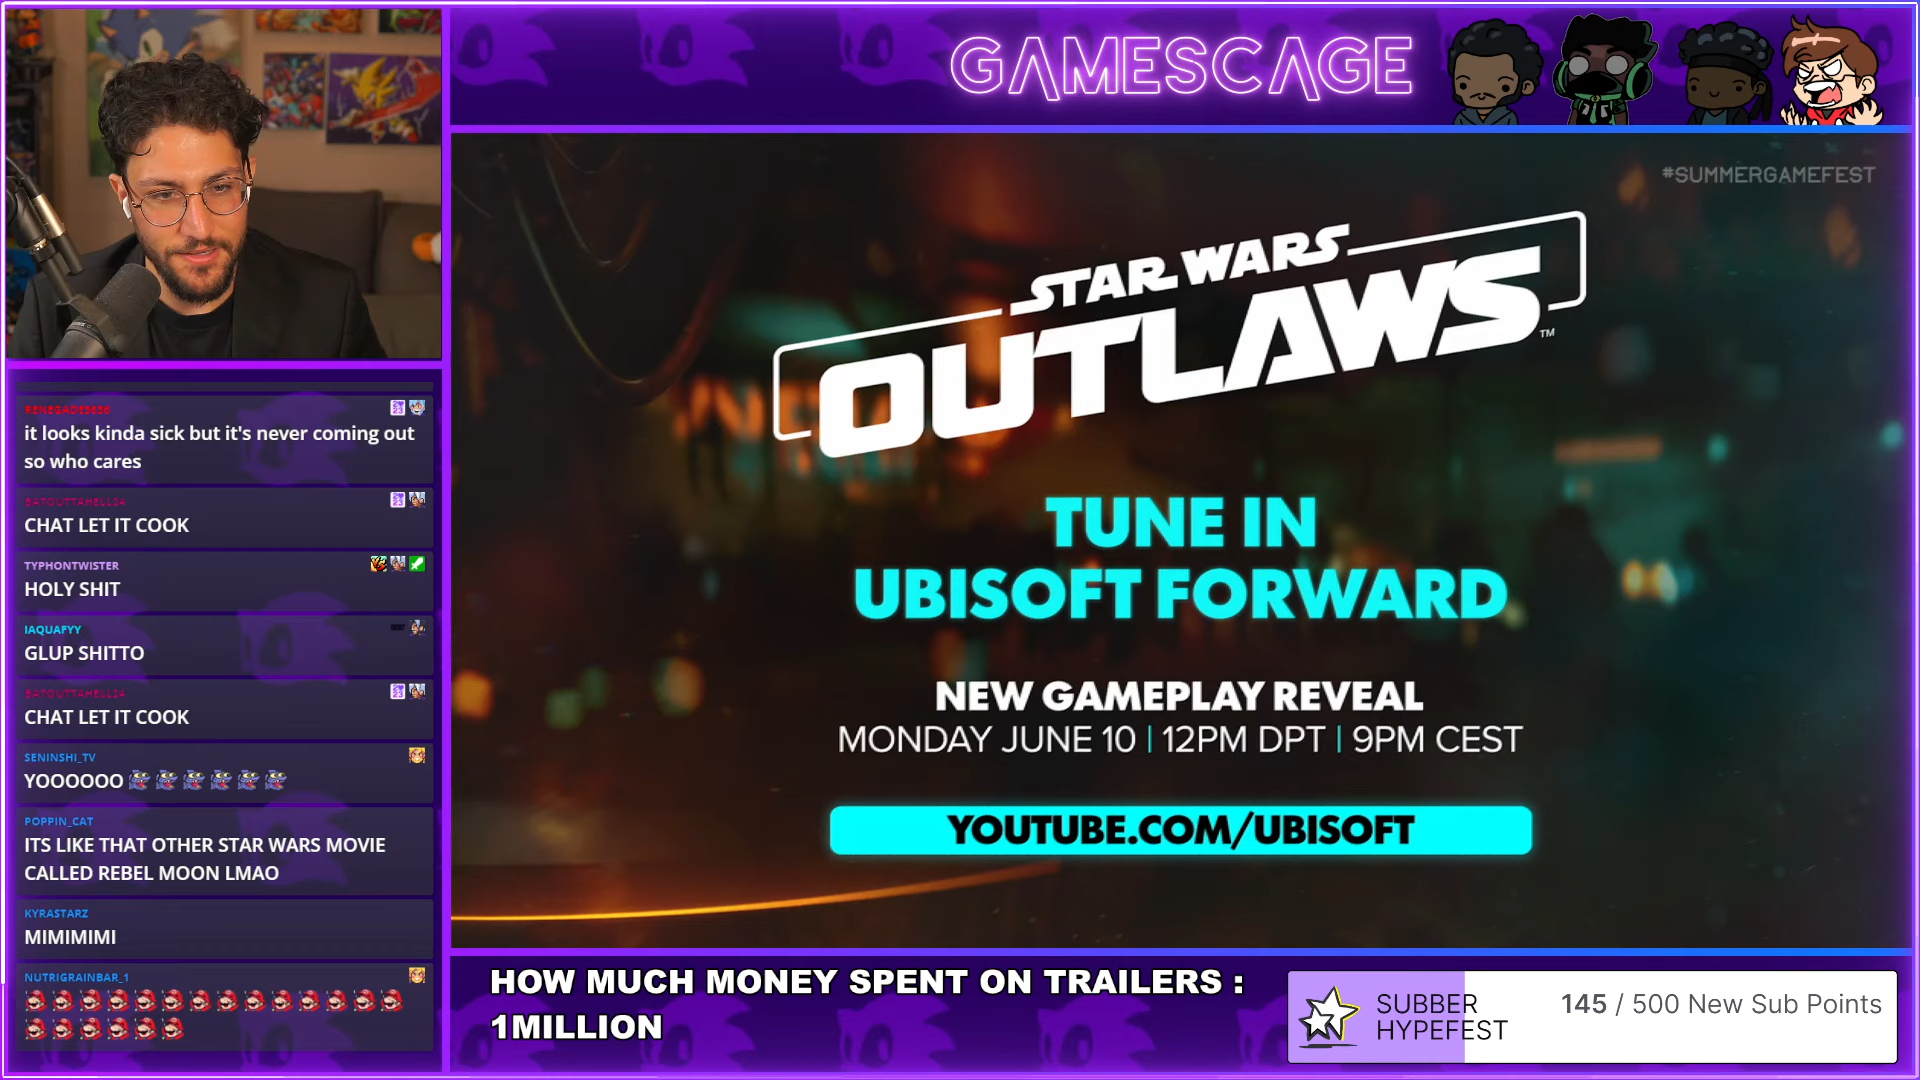 GAMESCAGE
#SUMMERGAMEFEST
STAR WARS
OUTLAWS™
TUNE IN
UBISOFT FORWARD
NEW GAMEPLAY REVEAL
MONDAY JUNE 10 | 12PM DPT | 9PM CEST
YOUTUBE.COM/UBISOFT
RENEGADE5650
it looks kinda sick but it's never coming out
so who cares
BATOUTTAHELL24
CHAT LET IT COOK
TYPHONTWISTER
HOLY SHIT
IAQUAFYY
GLUP SHITTO
BATOUTTAHELL24
CHAT LET IT COOK
SENINSHI_TV
YOOOOOO
POPPIN_CAT
ITS LIKE THAT OTHER STAR WARS MOVIE
CALLED REBEL MOON LMAO
KYRASTARZ
MIMIMIMI
NUTRIGRAINBAR_1
HOW MUCH MONEY SPENT ON TRAILERS :
1MILLION
SUBBER
HYPEFEST
145 / 500 New Sub Points